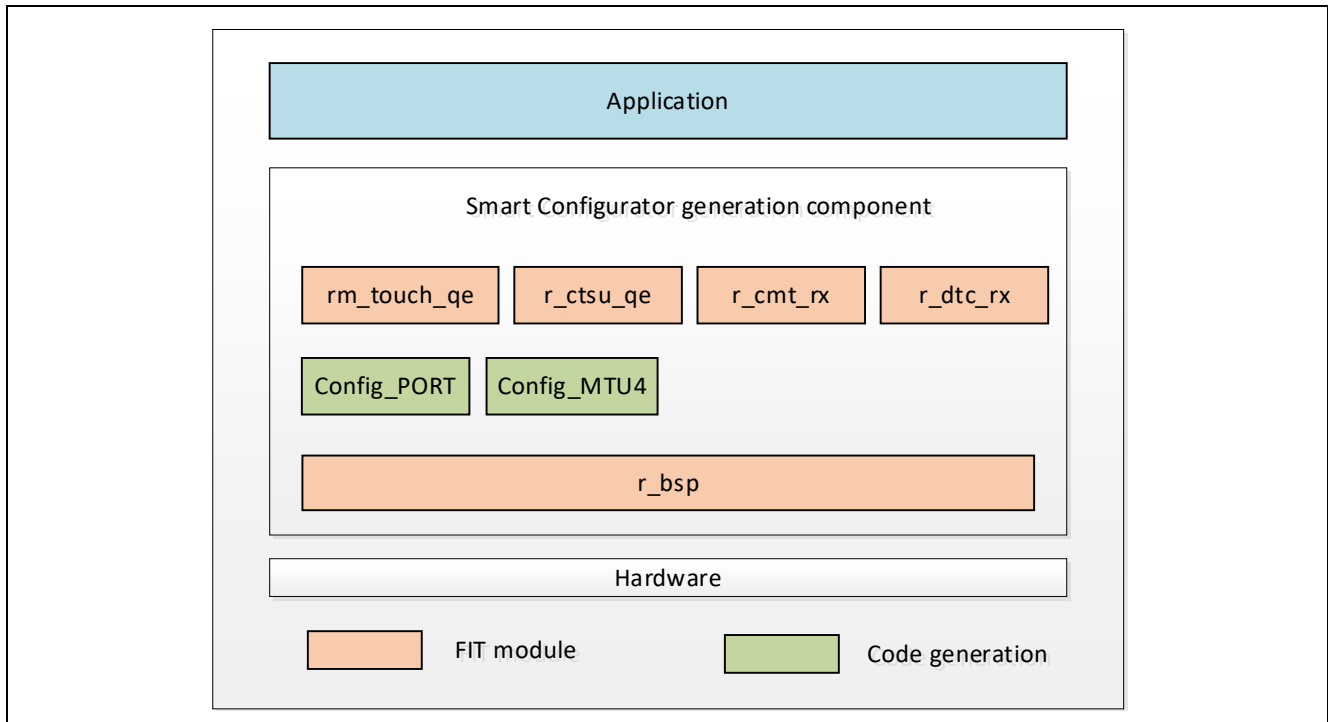 Application
Smart Configurator generation component
rm_touch_qe r_ctsu_qe r_cmt_rx r_dtc_rx
Config_PORT Config_MTU4
r_bsp
Hardware
FIT module Code generation